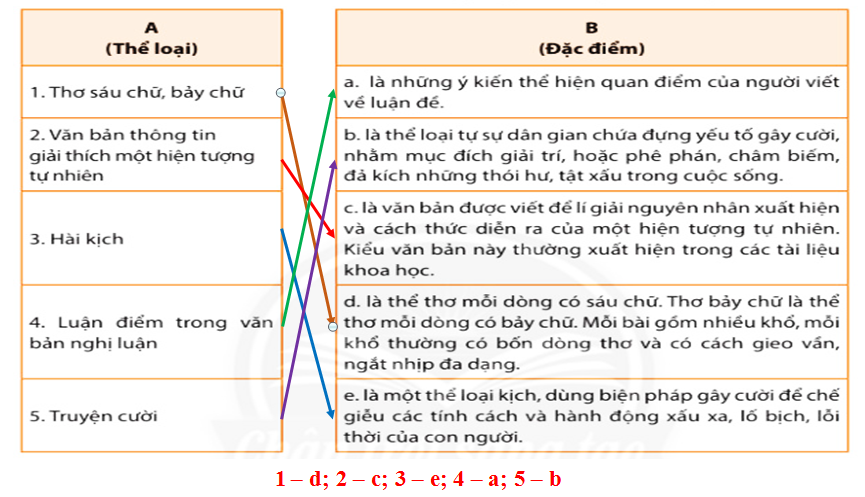 A
(Thể loại)
B
(Đặc điểm)
1. Thơ sáu chữ, bảy chữ
a. là những ý kiến thể hiện quan điểm của người viết
về luận đề.
2. Văn bản thông tin
giải thích một hiện tượng
tự nhiên
b. là thể loại tự sự dân gian chứa đựng yếu tố gây cười,
nhằm mục đích giải trí, hoặc phê phán, châm biếm,
đả kích những thói hư, tật xấu trong cuộc sống.
3. Hài kịch
c. là văn bản được viết để lí giải nguyên nhân xuất hiện
và cách thức diễn ra của một hiện tượng tự nhiên.
Kiểu văn bản này thường xuất hiện trong các tài liệu
khoa học.
4. Luận điểm trong văn
bản nghị luận
d. là thể thơ mỗi dòng có sáu chữ. Thơ bảy chữ là thể
thơ mỗi dòng có bảy chữ. Mỗi bài gồm nhiều khổ, mỗi
khổ thường có bốn dòng thơ và có cách gieo vần,
ngắt nhịp đa dạng.
5. Truyện cười
e. là một thể loại kịch, dùng biện pháp gây cười để chế
giễu các tính cách và hành động xấu xa, lố bịch, lỗi
thời của con người.
1 – d; 2 – c; 3 – e; 4 – a; 5 – b